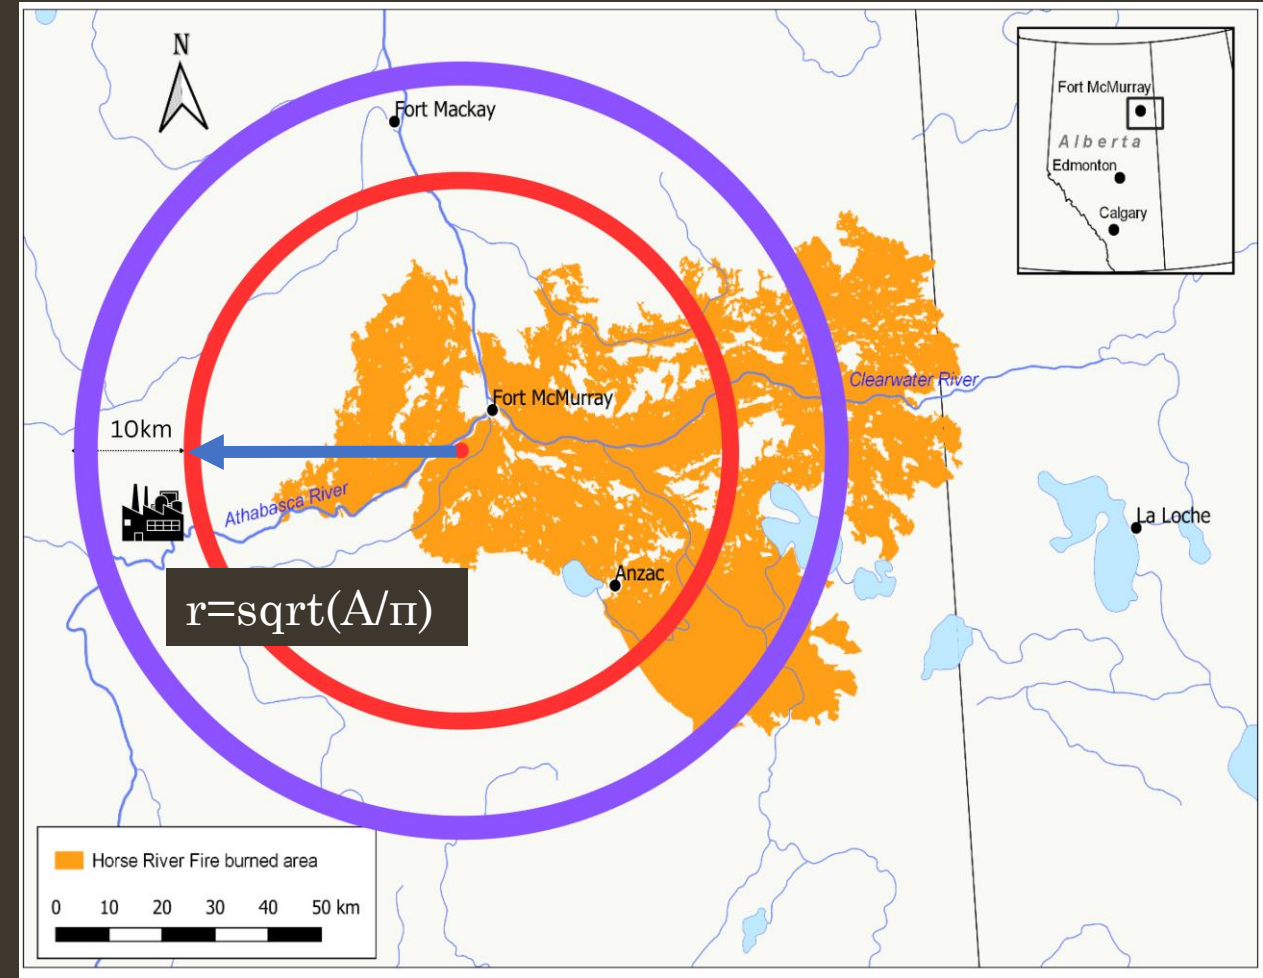 N
Fort Mackay
Fort McMurray
Alberta
Edmonton
Calgary
Clearwater River
Fort McMurray
10km
Athabasca River
La Loche
Anzac
r=sqrt(A/π)
Horse River Fire burned area
0 10 20 30 40 50 km